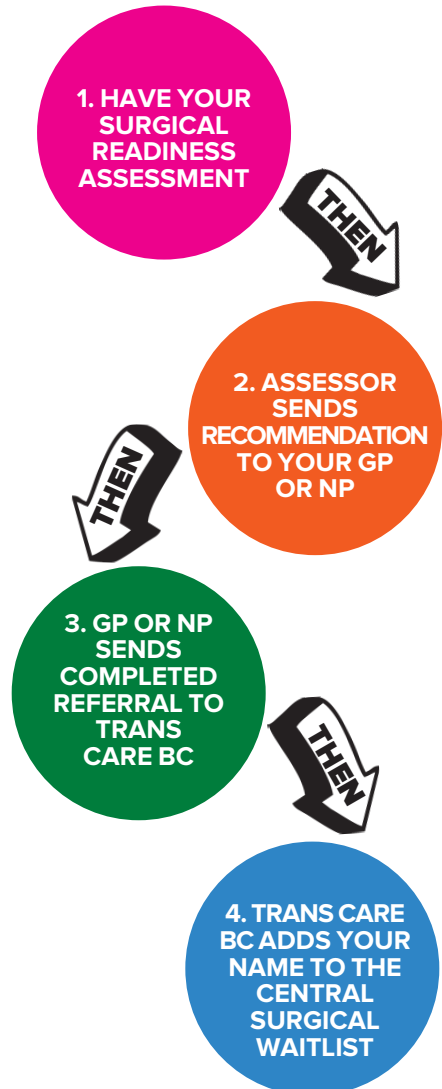 1. HAVE YOUR
SURGICAL
READINESS
ASSESSMENT
THEN
2. ASSESSOR
SENDS
RECOMMENDATION
TO YOUR GP
OR NP
THEN
3. GP OR NP
SENDS
COMPLETED
REFERRAL TO
TRANS
CARE BC
THEN
4. TRANS CARE
BC ADDS YOUR
NAME TO THE
CENTRAL
SURGICAL
WAITLIST